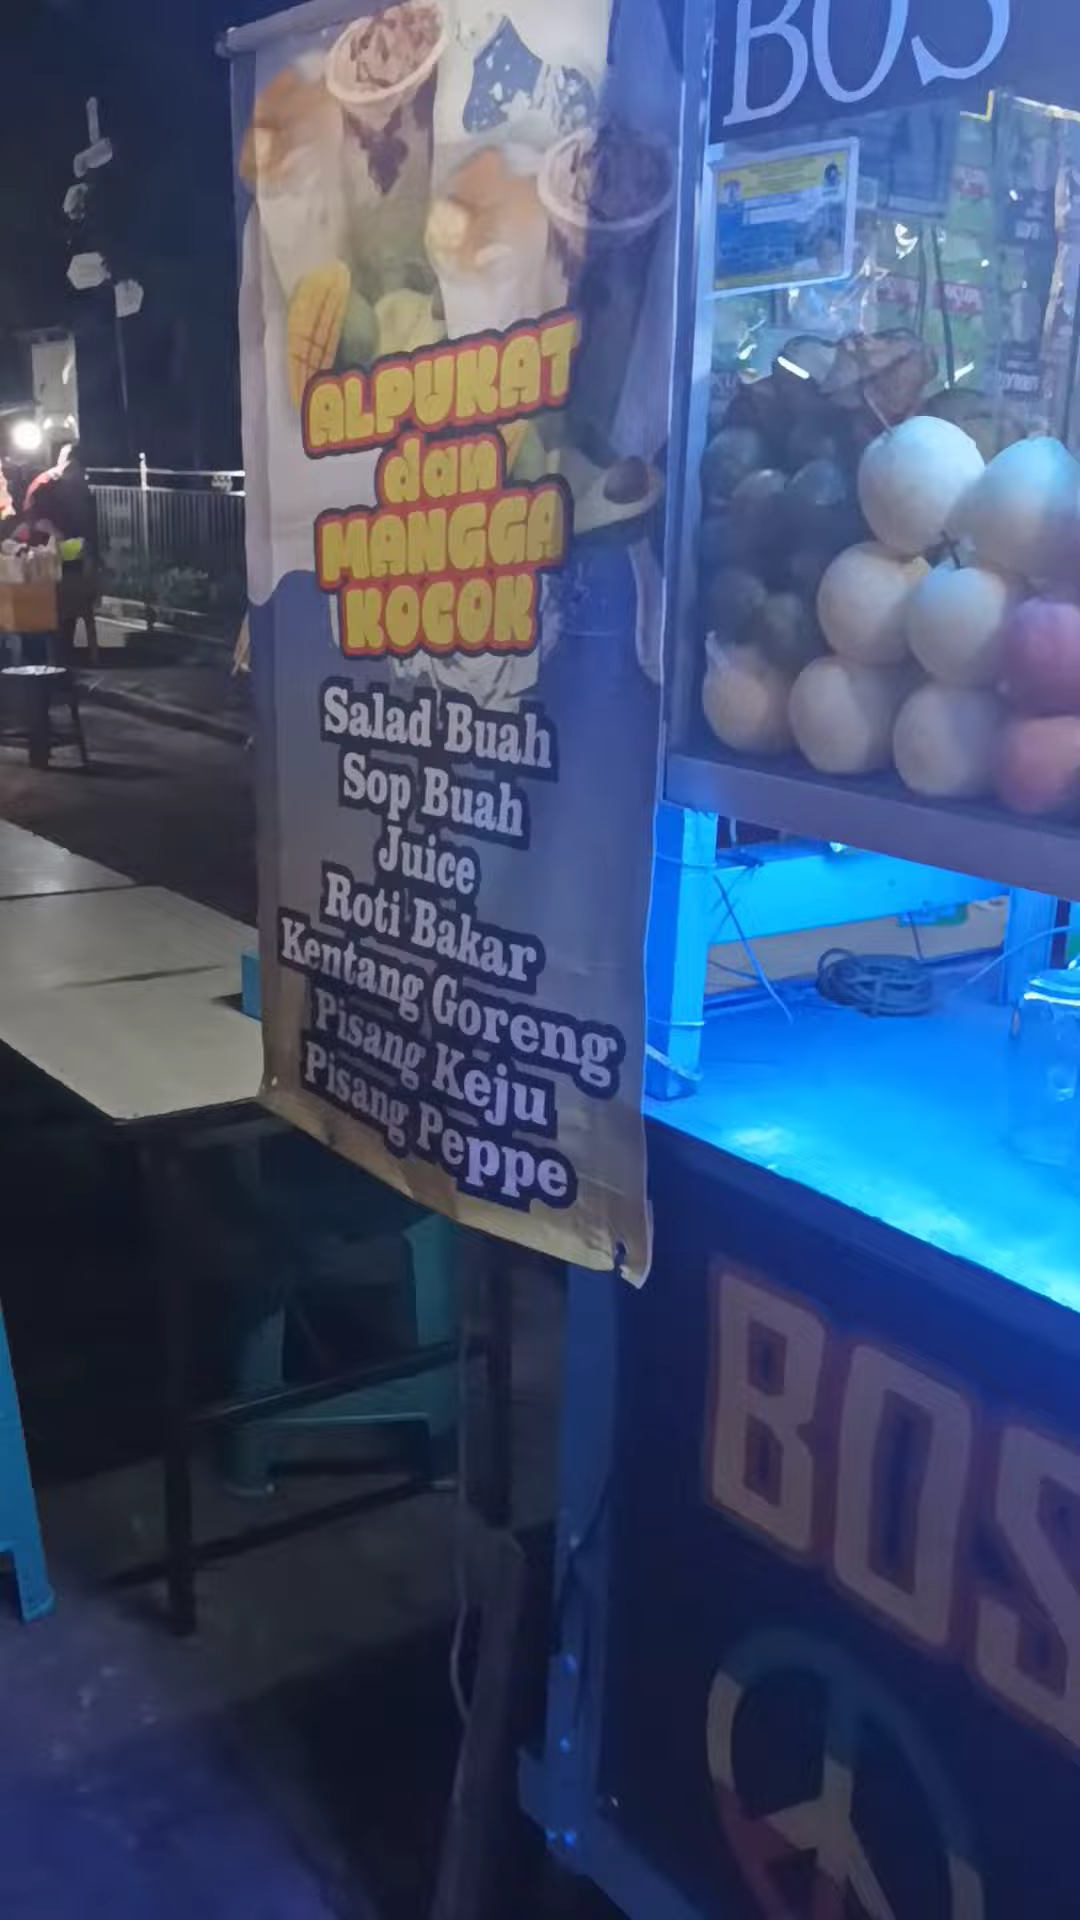 BOS
ALPUKAT
dan
MANGGA
KOCOK
Salad Buah
Sop Buah
Juice
Roti Bakar
Kentang Goreng
Pisang Keju
Pisang Peppe
BOS